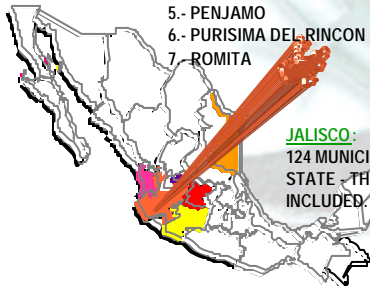 5.- PENJAMO
6.- PURISIMA DEL RINCON
7.- ROMITA
JALISCO:
124 MUNICI
STATE - TH
INCLUDED.